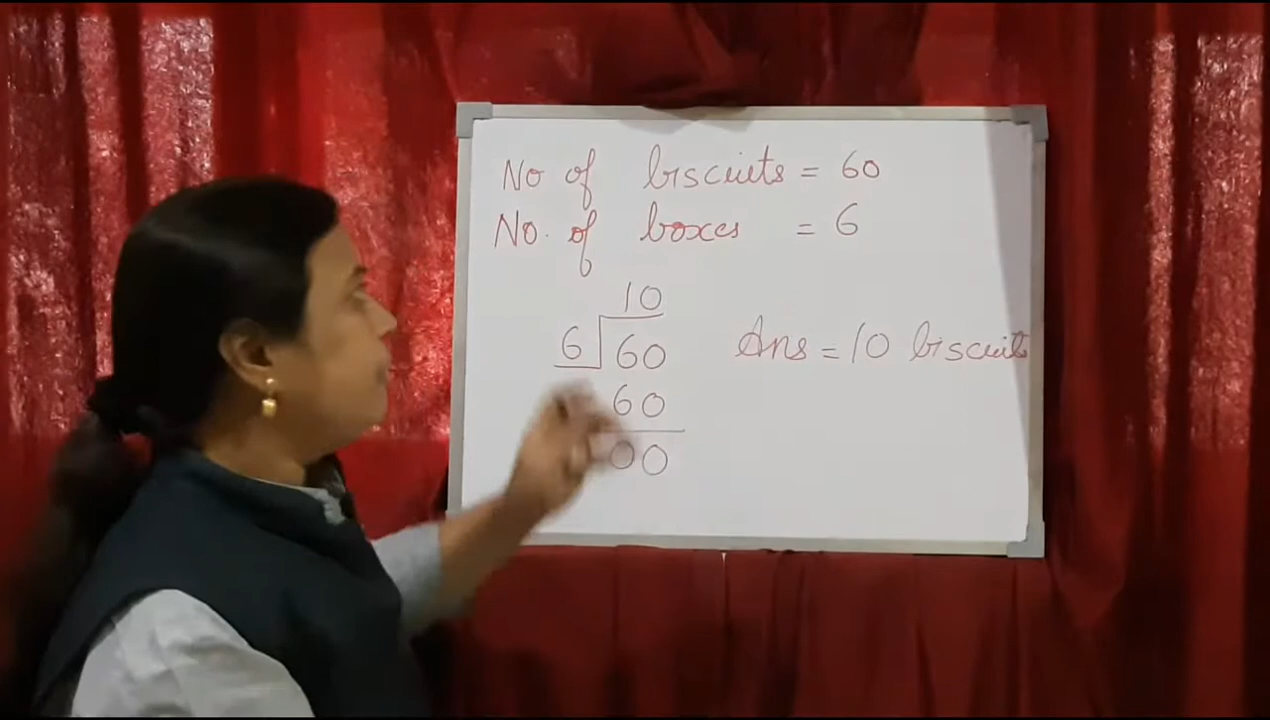 No of biscuits = 60
No. of boxes = 6
10
6 60
Ans = 10 biscuits
60
00